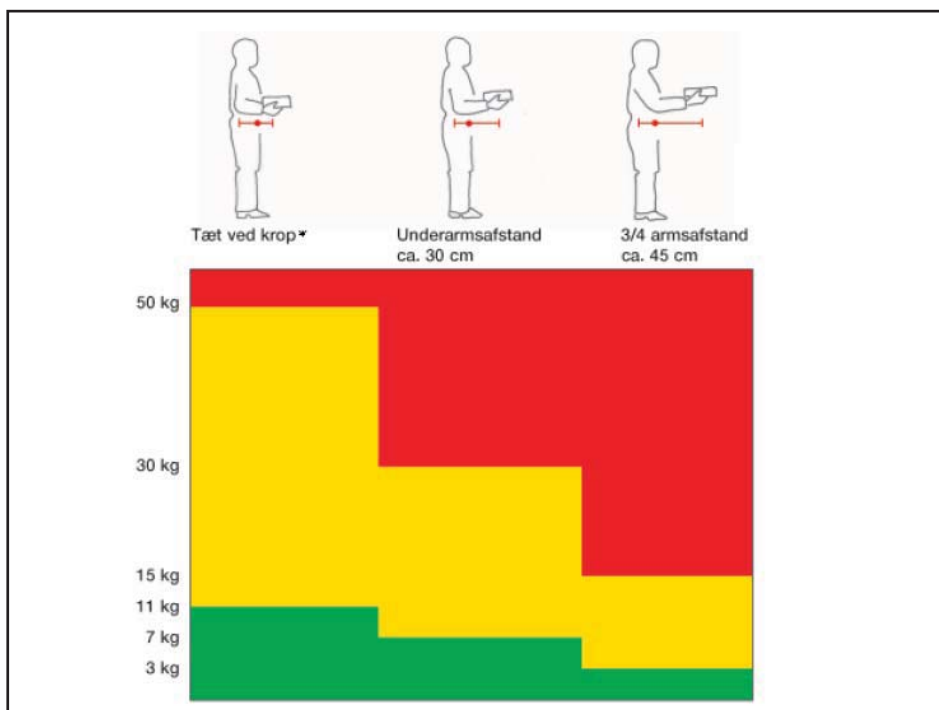 Tæt ved krop*
Underarmsafstand
ca. 30 cm
3/4 armsafstand
ca. 45 cm
50 kg
30 kg
15 kg
11 kg
7 kg
3 kg